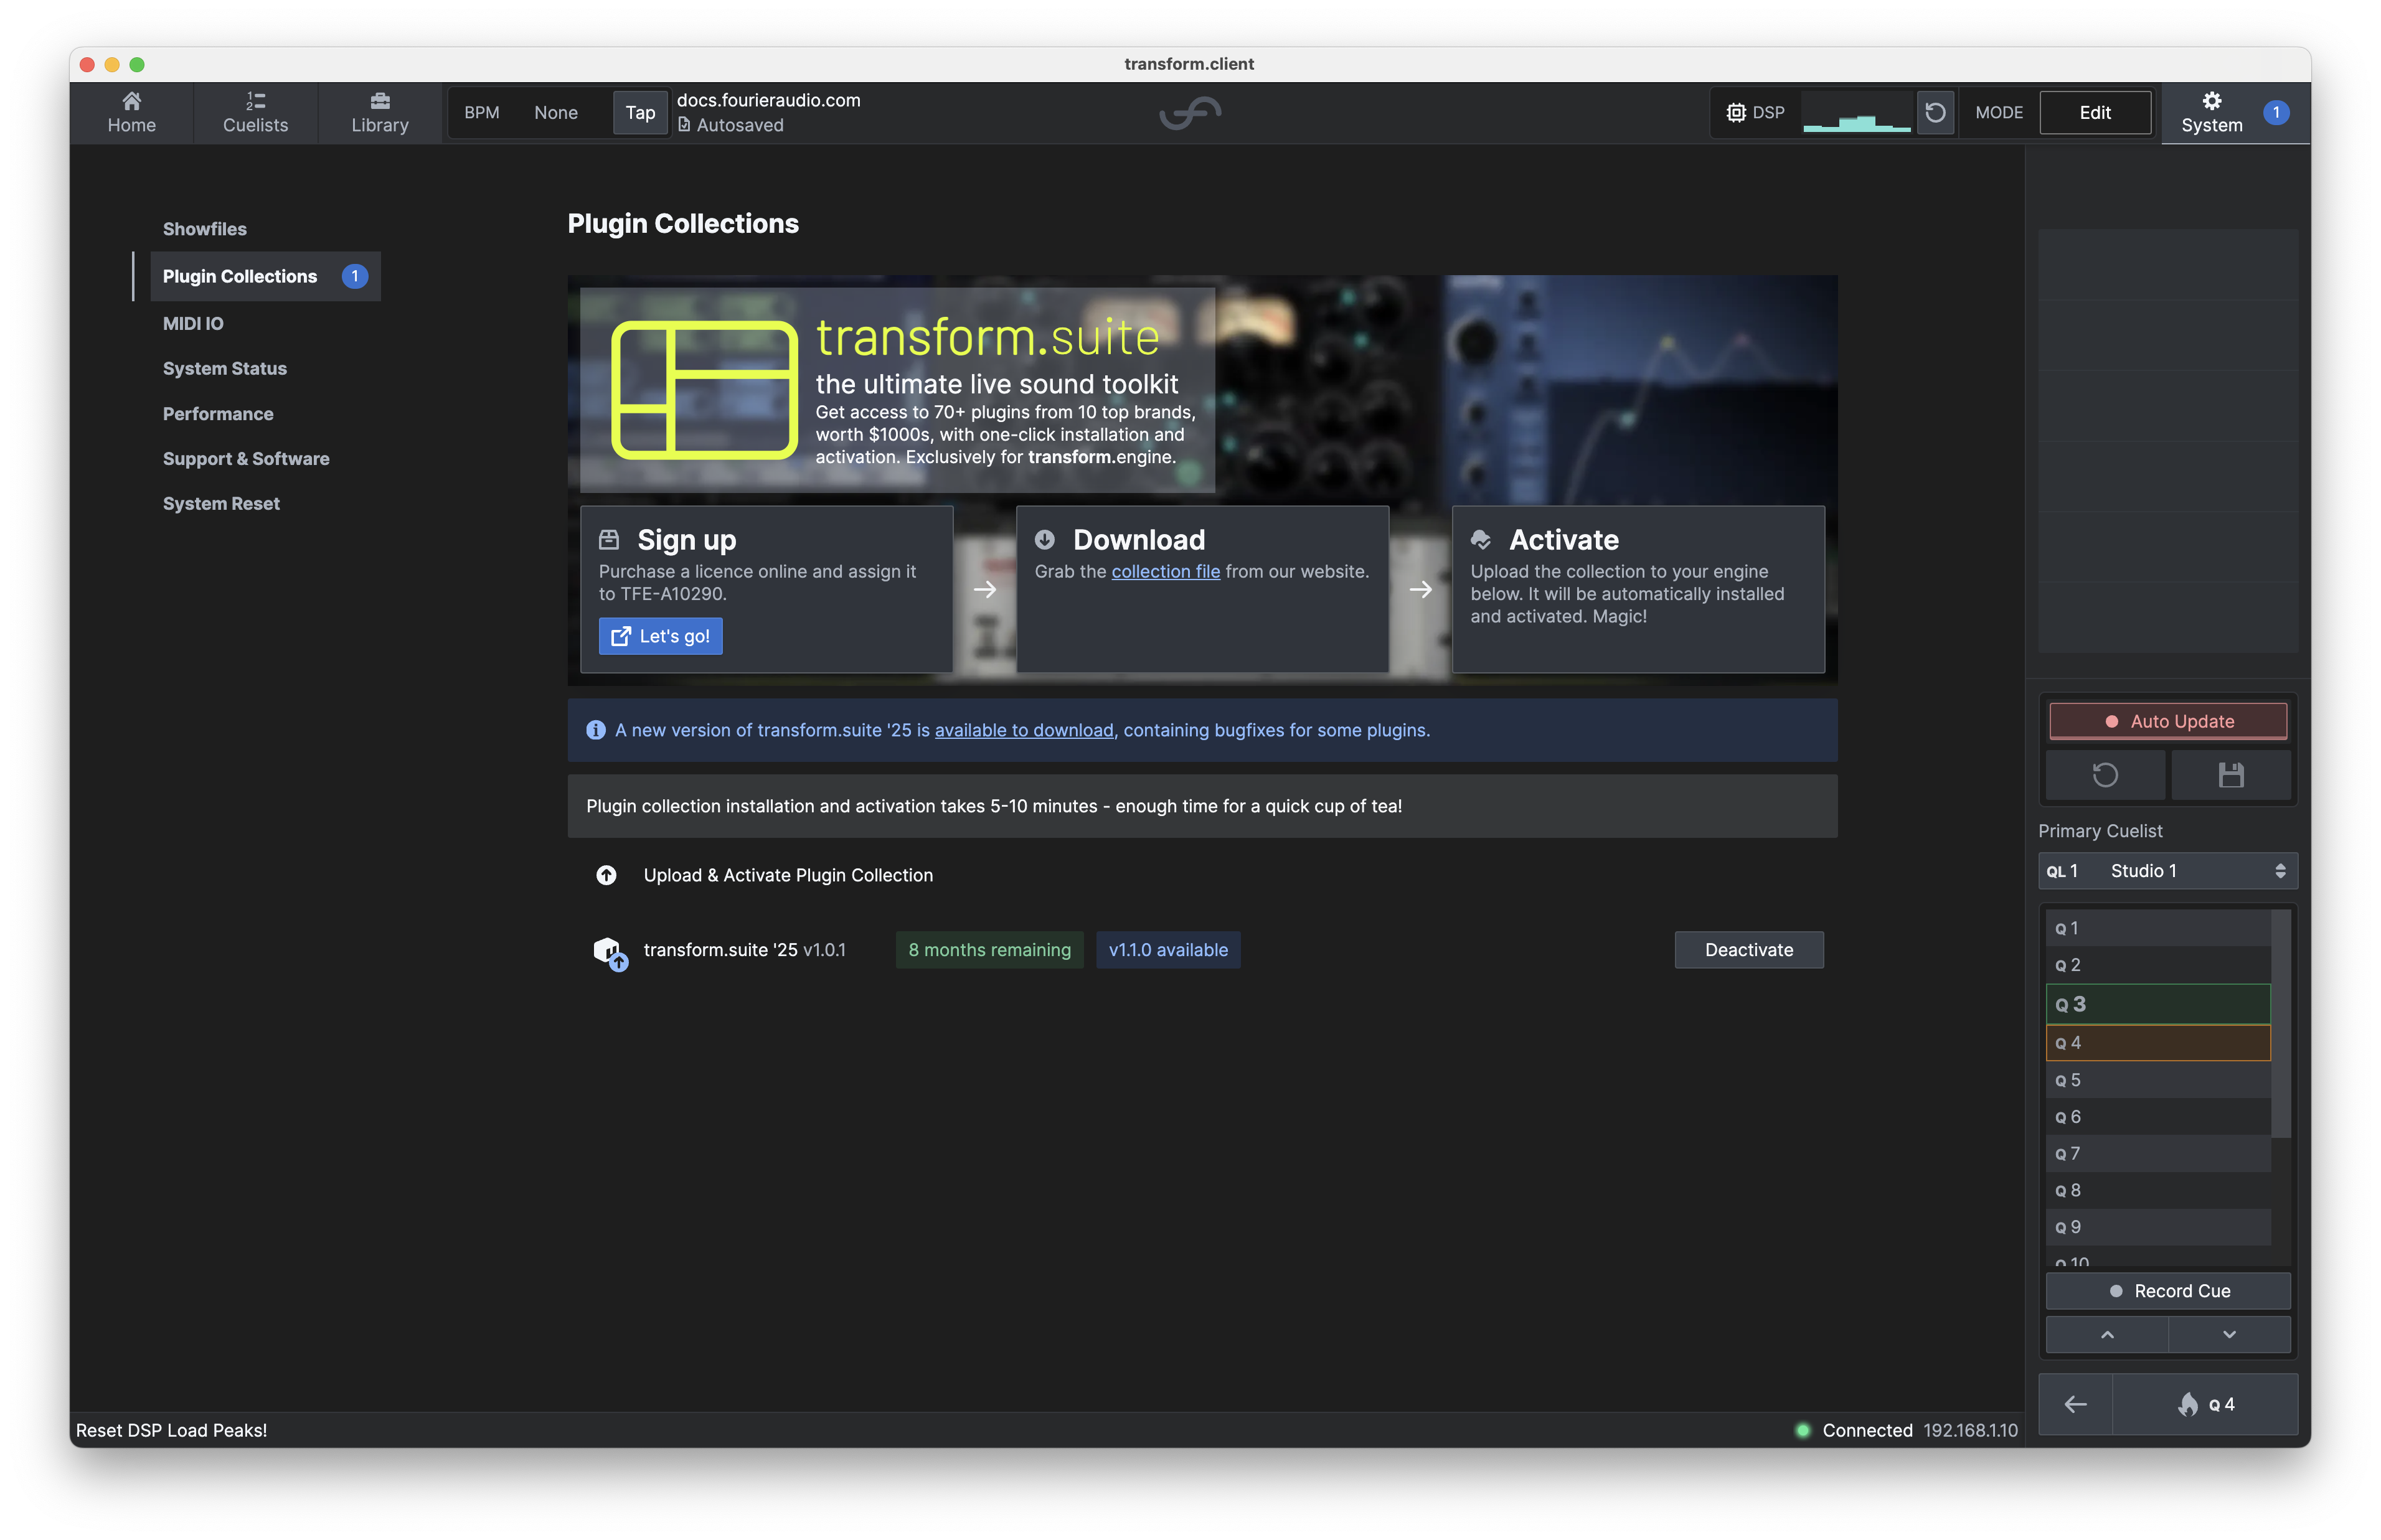 transform.client
Home
Cuelists
Library
BPM
None
Tap
docs.fourieraudio.com
Autosaved
DSP
MODE
Edit
System
1
Showfiles
Plugin Collections
1
MIDI IO
System Status
Performance
Support & Software
System Reset
Plugin Collections
transform.suite
the ultimate live sound toolkit
Get access to 70+ plugins from 10 top brands,
worth $1000s, with one-click installation and
activation. Exclusively for transform.engine.
Sign up
Purchase a licence online and assign it
to TFE-A10290.
Let's go!
Download
Grab the collection file from our website.
Activate
Upload the collection to your engine
below. It will be automatically installed
and activated. Magic!
A new version of transform.suite '25 is available to download, containing bugfixes for some plugins.
Plugin collection installation and activation takes 5-10 minutes - enough time for a quick cup of tea!
Upload & Activate Plugin Collection
transform.suite '25 v1.0.1
8 months remaining
v1.1.0 available
Deactivate
Auto Update
Primary Cuelist
QL 1 Studio 1
Q 1
Q 2
Q 3
Q 4
Q 5
Q 6
Q 7
Q 8
Q 9
Q 10
Record Cue
Q 4
Reset DSP Load Peaks!
Connected 192.168.1.10